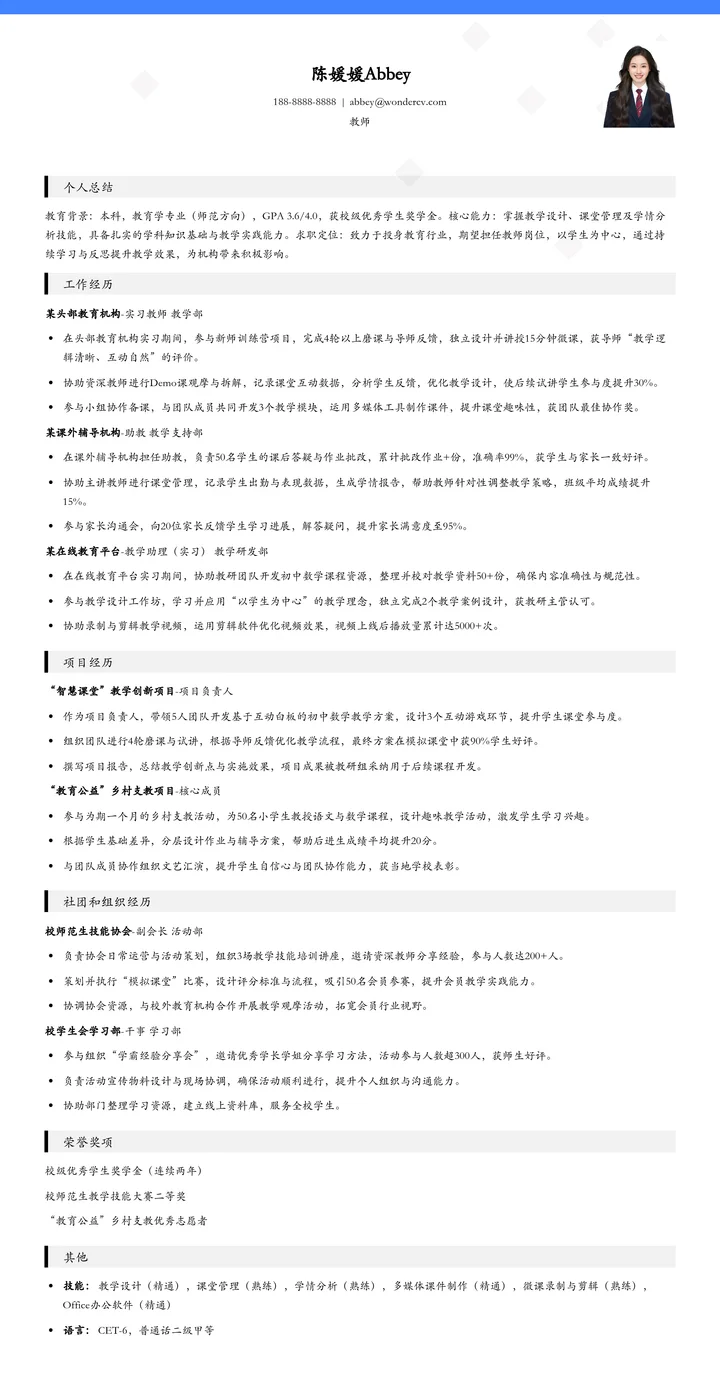 陈媛媛Abbey
188-8888-8888 | abbey@wondercv.com
教师
个人总结
教育背景：本科，教育学专业（师范方向），GPA 3.6/4.0，获校级优秀学生奖学金。核心能力：掌握教学设计、课堂管理及学情分
析技能，具备扎实的学科知识基础与教学实践能力。求职定位：致力于投身教育行业，期望担任教师岗位，以学生为中心，通过持
续学习与反思提升教学效果，为机构带来积极影响。
工作经历
某头部教育机构-实习教师 教学部
• 在头部教育机构实习期间，参与新师训练营项目，完成4轮以上磨课与导师反馈，独立设计并讲授15分钟微课，获导师“教学逻
辑清晰、互动自然”的评价。
• 协助资深教师进行Demo课观摩与拆解，记录课堂互动数据，分析学生反馈，优化教学设计，使后续试讲学生参与度提升30%。
• 参与小组协作备课，与团队成员共同开发3个教学模块，运用多媒体工具制作课件，提升课堂趣味性，获团队最佳协作奖。
某课外辅导机构-助教 教学支持部
• 在课外辅导机构担任助教，负责50名学生的课后答疑与作业批改，累计批改作业+份，准确率99%，获学生与家长一致好评。
• 协助主讲教师进行课堂管理，记录学生出勤与表现数据，生成学情报告，帮助教师针对性调整教学策略，班级平均成绩提升
15%。
• 参与家长沟通会，向20位家长反馈学生学习进展，解答疑问，提升家长满意度至95%。
某在线教育平台-教学助理（实习） 教学研发部
• 在在线教育平台实习期间，协助教研团队开发初中数学课程资源，整理并校对教学资料50+份，确保内容准确性与规范性。
• 参与教学设计工作坊，学习并应用“以学生为中心”的教学理念，独立完成2个教学案例设计，获教研主管认可。
• 协助录制与剪辑教学视频，运用剪辑软件优化视频效果，视频上线后播放量累计达5000+次。
项目经历
“智慧课堂”教学创新项目-项目负责人
• 作为项目负责人，带领5人团队开发基于互动白板的初中数学教学方案，设计3个互动游戏环节，提升学生课堂参与度。
• 组织团队进行4轮磨课与试讲，根据导师反馈优化教学流程，最终方案在模拟课堂中获90%学生好评。
• 撰写项目报告，总结教学创新点与实施效果，项目成果被教研组采纳用于后续课程开发。
“教育公益”乡村支教项目-核心成员
• 参与为期一个月的乡村支教活动，为50名小学生教授语文与数学课程，设计趣味教学活动，激发学生学习兴趣。
• 根据学生基础差异，分层设计作业与辅导方案，帮助后进生成绩平均提升20分。
• 与团队成员协作组织文艺汇演，提升学生自信心与团队协作能力，获当地学校表彰。
社团和组织经历
校师范生技能协会-副会长 活动部
• 负责协会日常运营与活动策划，组织3场教学技能培训讲座，邀请资深教师分享经验，参与人数达200+人。
• 策划并执行“模拟课堂”比赛，设计评分标准与流程，吸引50名会员参赛，提升会员教学实践能力。
• 协调协会资源，与校外教育机构合作开展教学观摩活动，拓宽会员行业视野。
校学生会学习部-干事 学习部
• 参与组织“学霸经验分享会”，邀请优秀学长学姐分享学习方法，活动参与人数超300人，获师生好评。
• 负责活动宣传物料设计与现场协调，确保活动顺利进行，提升个人组织与沟通能力。
• 协助部门整理学习资源，建立线上资料库，服务全校学生。
荣誉奖项
校级优秀学生奖学金（连续两年）
校师范生教学技能大赛二等奖
“教育公益”乡村支教优秀志愿者
其他
• 技能： 教学设计（精通），课堂管理（熟练），学情分析（熟练），多媒体课件制作（精通），微课录制与剪辑（熟练），
Office办公软件（精通）
• 语言： CET-6，普通话二级甲等